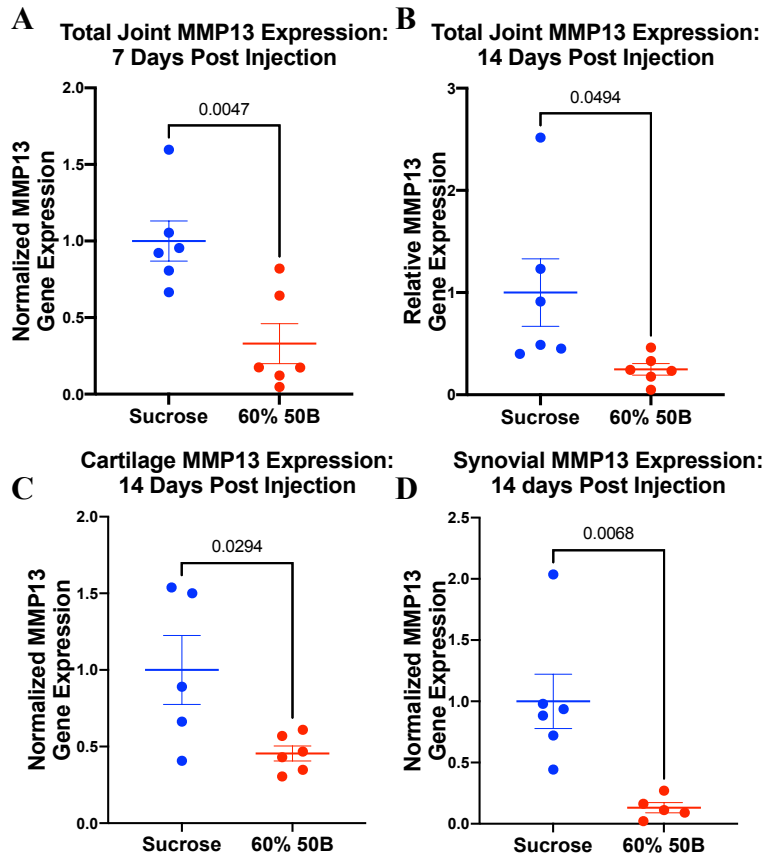 A
Total Joint MMP13 Expression:
7 Days Post Injection
Normalized MMP13
Gene Expression
2.0
1.5
1.0
0.5
0.0
0.0047
Sucrose
60% 50B
B
Total Joint MMP13 Expression:
14 Days Post Injection
Relative MMP13
Gene Expression
3
2
1
0
0.0494
Sucrose
60% 50B
C
Cartilage MMP13 Expression:
14 Days Post Injection
Normalized MMP13
Gene Expression
2.0
1.5
1.0
0.5
0.0
0.0294
Sucrose
60% 50B
D
Synovial MMP13 Expression:
14 days Post Injection
Normalized MMP13
Gene Expression
2.5
2.0
1.5
1.0
0.5
0.0
0.0068
Sucrose
60% 50B